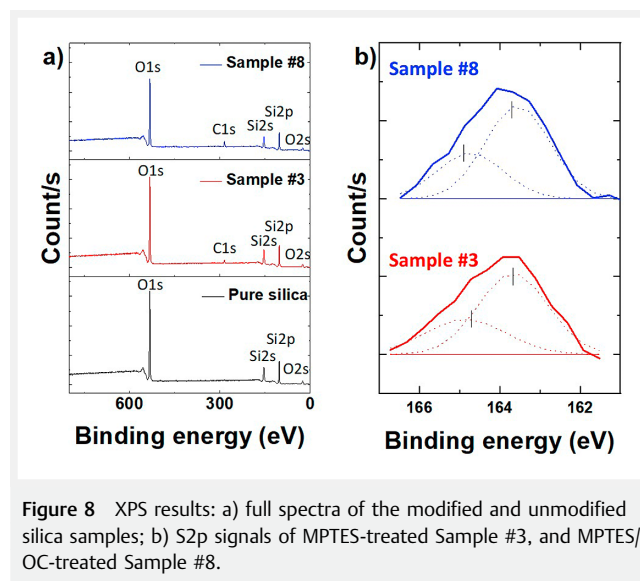 a)
Sample #8
O1s
C1s
Si2s
Si2p
O2s
Sample #3
O1s
C1s
Si2s
Si2p
Pure silica
O1s
Si2s
Si2p
O2s
Count/s
600 300 0
Binding energy (eV)
b)
Sample #8
Sample #3
Count/s
166 164 162
Binding energy (eV)
Figure 8 XPS results: a) full spectra of the modified and unmodified
silica samples; b) S2p signals of MPTES-treated Sample #3, and MPTES/
OC-treated Sample #8.